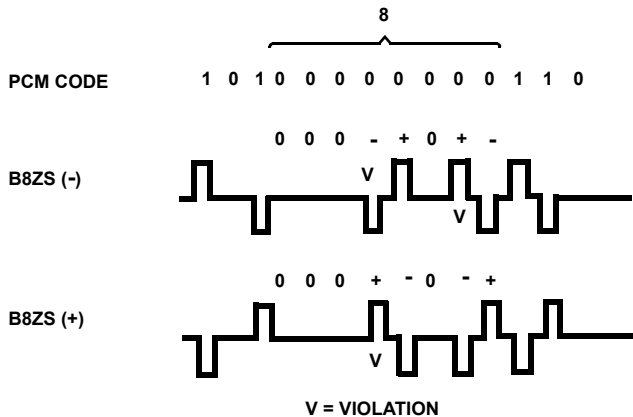 8
PCM CODE 1 0 1 0 0 0 0 0 0 0 0 1 1 0
0 0 0 - + 0 + -
V
B8ZS (-)
V
0 0 0 + - 0 - +
B8ZS (+)
V
V = VIOLATION